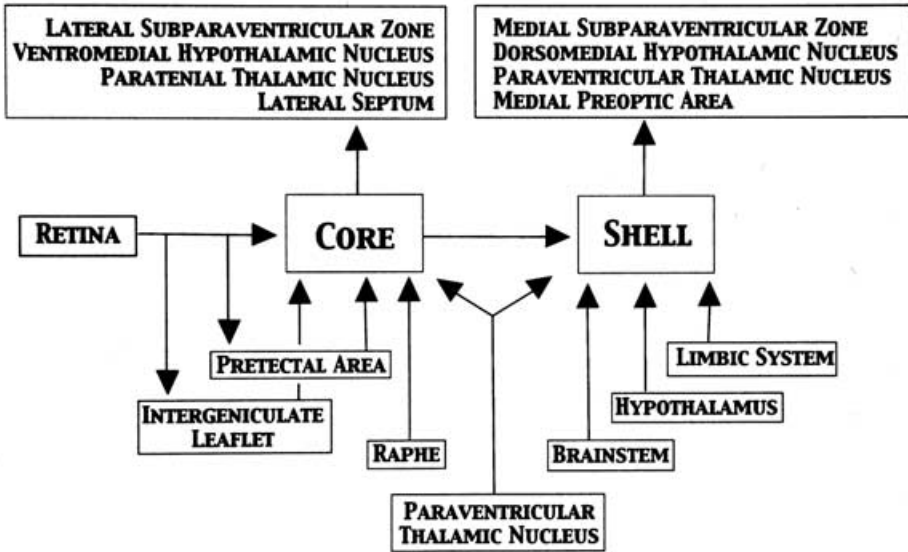 LATERAL SUBPARAVENTRICULAR ZONE
VENTROMEDIAL HYPOTHALAMIC NUCLEUS
PARATENIAL THALAMIC NUCLEUS
LATERAL SEPTUM
MEDIAL SUBPARAVENTRICULAR ZONE
DORSOMEDIAL HYPOTHALAMIC NUCLEUS
PARAVENTRICULAR THALAMIC NUCLEUS
MEDIAL PREOPTIC AREA
RETINA
CORE
SHELL
PRETECTAL AREA
LIMBIC SYSTEM
INTERGENICULATE
LEAFLET
HYPOTHALAMUS
RAPHE
BRAINSTEM
PARAVENTRICULAR
THALAMIC NUCLEUS